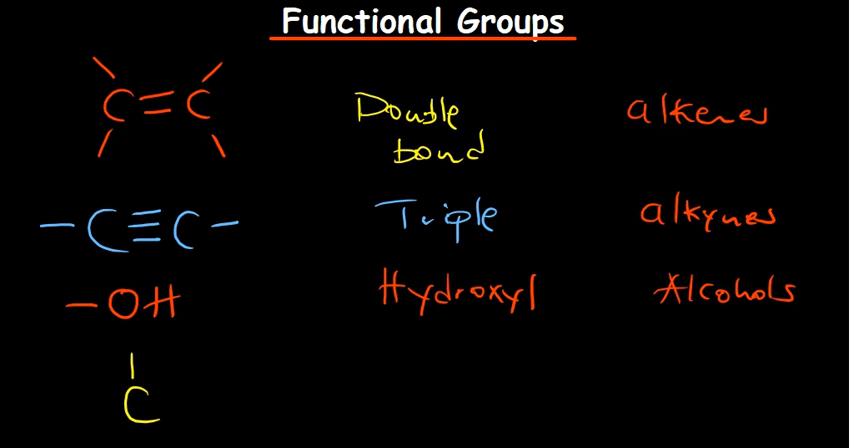 Functional Groups
C=C Double bond alkenes
-C≡C- Triple alkynes
-OH Hydroxyl Alcohols
C